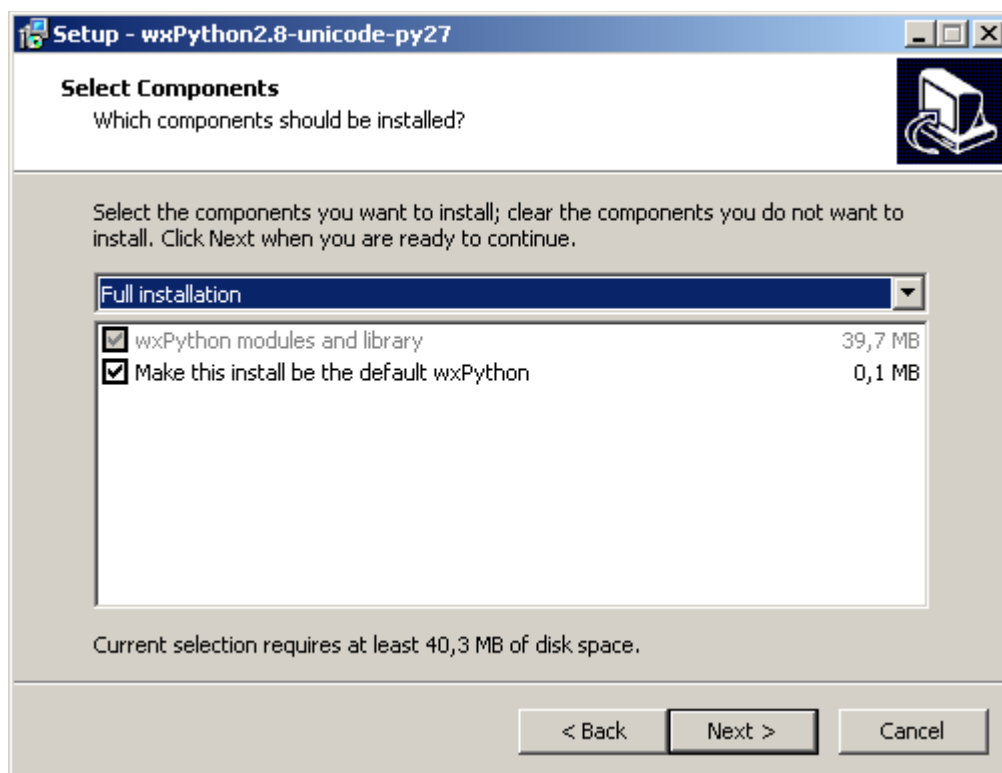 Setup - wxPython2.8-unicode-py27
Select Components
Which components should be installed?
Select the components you want to install; clear the components you do not want to
install. Click Next when you are ready to continue.
Full installation
wxPython modules and library 39,7 MB
Make this install be the default wxPython 0,1 MB
Current selection requires at least 40,3 MB of disk space.
< Back Next > Cancel